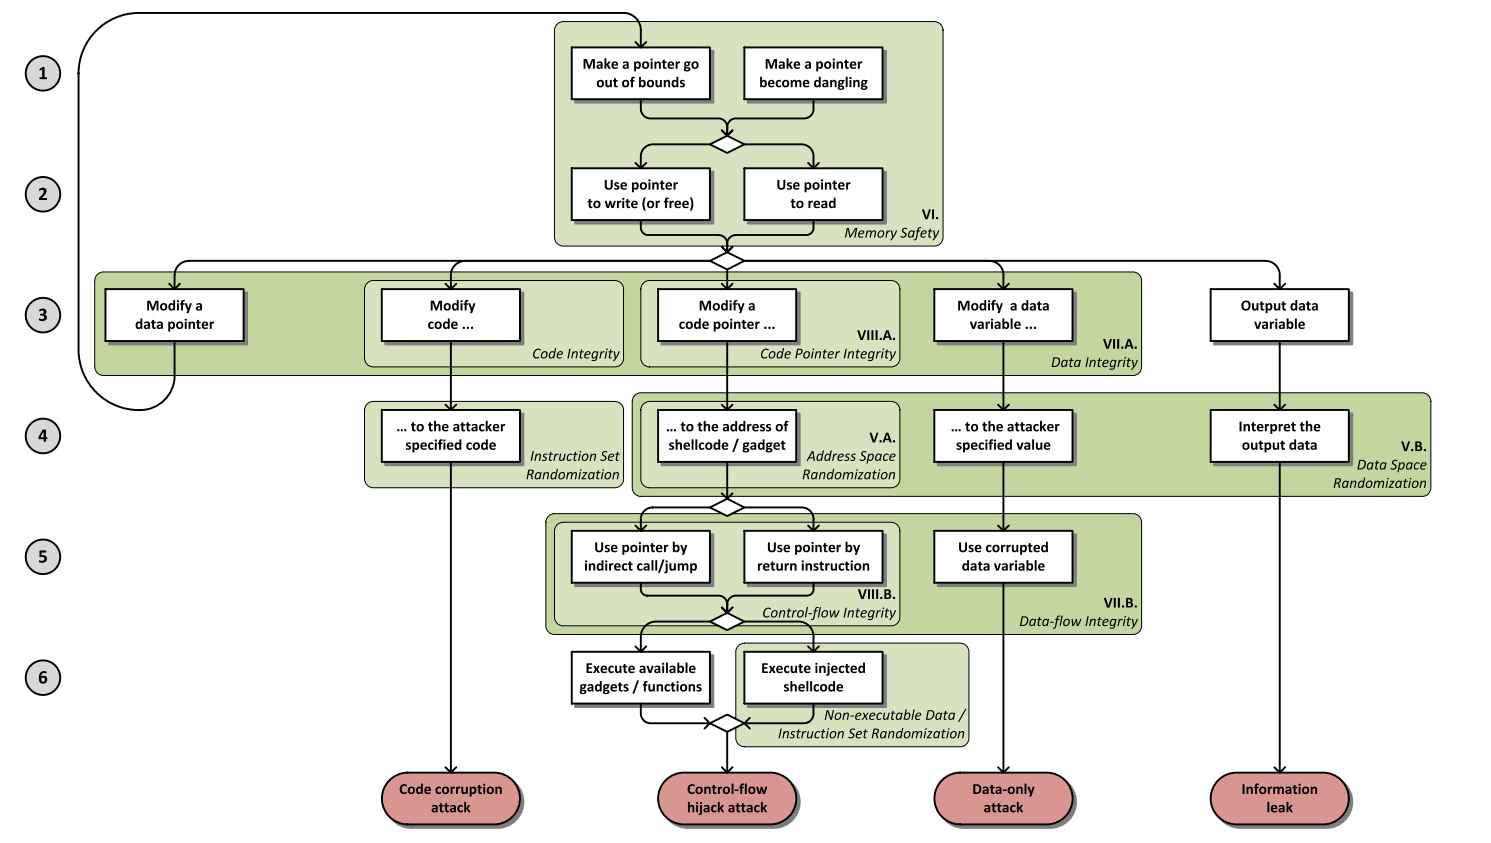 1
Make a pointer go
out of bounds
Make a pointer
become dangling
2
Use pointer
to write (or free)
Use pointer
to read
VI.
Memory Safety
3
Modify a
data pointer
Modify
code ...
Code Integrity
Modify a
code pointer ...
VIII.A.
Code Pointer Integrity
Modify a data
variable ...
VII.A.
Data Integrity
Output data
variable
4
... to the attacker
specified code
Instruction Set
Randomization
... to the address of
shellcode / gadget
V.A.
Address Space
Randomization
... to the attacker
specified value
Interpret the
output data
V.B.
Data Space
Randomization
5
Use pointer by
indirect call/jump
Use pointer by
return instruction
VIII.B.
Control-flow Integrity
Use corrupted
data variable
VII.B.
Data-flow Integrity
6
Execute available
gadgets / functions
Execute injected
shellcode
Non-executable Data /
Instruction Set Randomization
Code corruption
attack
Control-flow
hijack attack
Data-only
attack
Information
leak